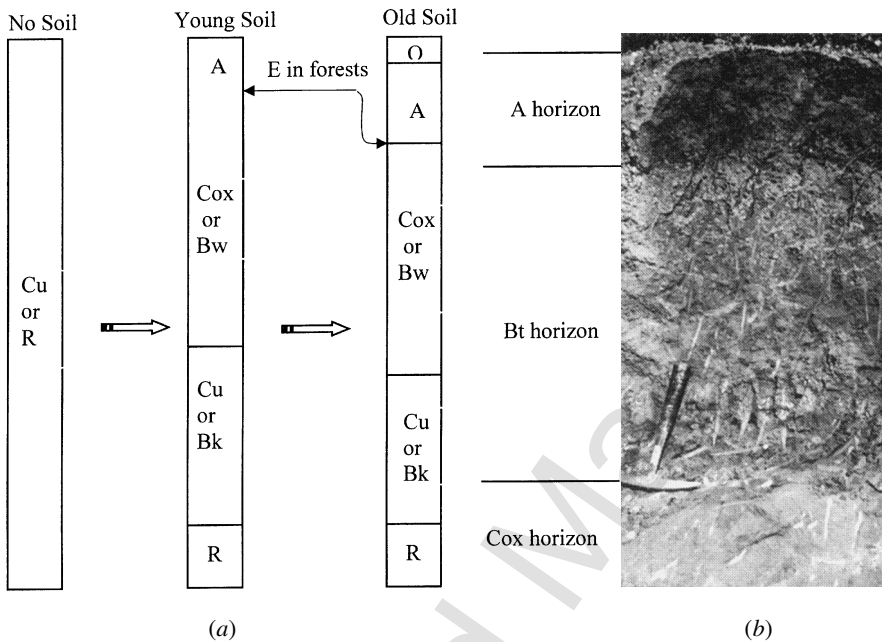 No Soil
Young Soil
Old Soil
Cu
or
R
A
Cox
or
Bw
Cu
or
Bk
R
E in forests
O
A
Cox
or
Bw
Cu
or
Bk
R
A horizon
Bt horizon
Cox horizon
(a)
(b)